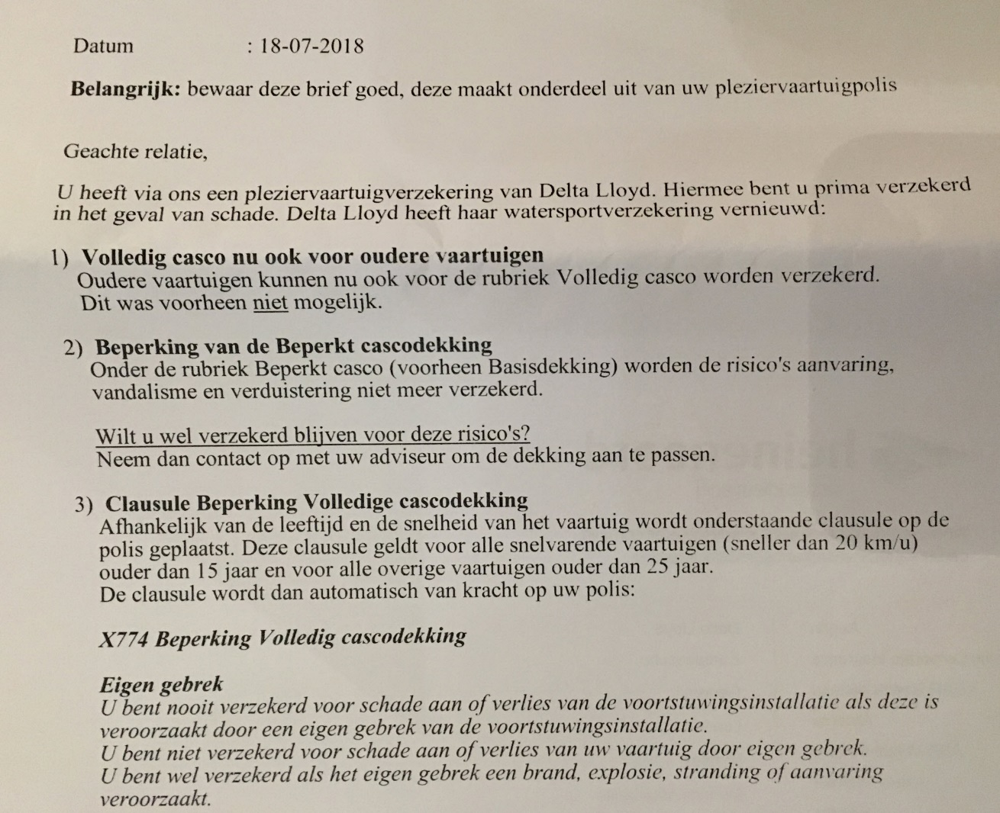 Datum : 18-07-2018
Belangrijk: bewaar deze brief goed, deze maakt onderdeel uit van uw pleziervaartuigpolis
Geachte relatie,
U heeft via ons een pleziervaartuigverzekering van Delta Lloyd. Hiermee bent u prima verzekerd
in het geval van schade. Delta Lloyd heeft haar watersportverzekering vernieuwd:
1) Volledig casco nu ook voor oudere vaartuigen
Oudere vaartuigen kunnen nu ook voor de rubriek Volledig casco worden verzekerd.
Dit was voorheen niet mogelijk.
2) Beperking van de Beperkt cascodekking
Onder de rubriek Beperkt casco (voorheen Basisdekking) worden de risico's aanvaring,
vandalisme en verduistering niet meer verzekerd.
Wilt u wel verzekerd blijven voor deze risico's?
Neem dan contact op met uw adviseur om de dekking aan te passen.
3) Clausule Beperking Volledige cascodekking
Afhankelijk van de leeftijd en de snelheid van het vaartuig wordt onderstaande clausule op de
polis geplaatst. Deze clausule geldt voor alle snelvarende vaartuigen (sneller dan 20 km/u)
ouder dan 15 jaar en voor alle overige vaartuigen ouder dan 25 jaar.
De clausule wordt dan automatisch van kracht op uw polis:
X774 Beperking Volledig cascodekking
Eigen gebrek
U bent nooit verzekerd voor schade aan of verlies van de voortstuwingsinstallatie als deze is
veroorzaakt door een eigen gebrek van de voortstuwingsinstallatie.
U bent niet verzekerd voor schade aan of verlies van uw vaartuig door eigen gebrek.
U bent wel verzekerd als het eigen gebrek een brand, explosie, stranding of aanvaring
veroorzaakt.